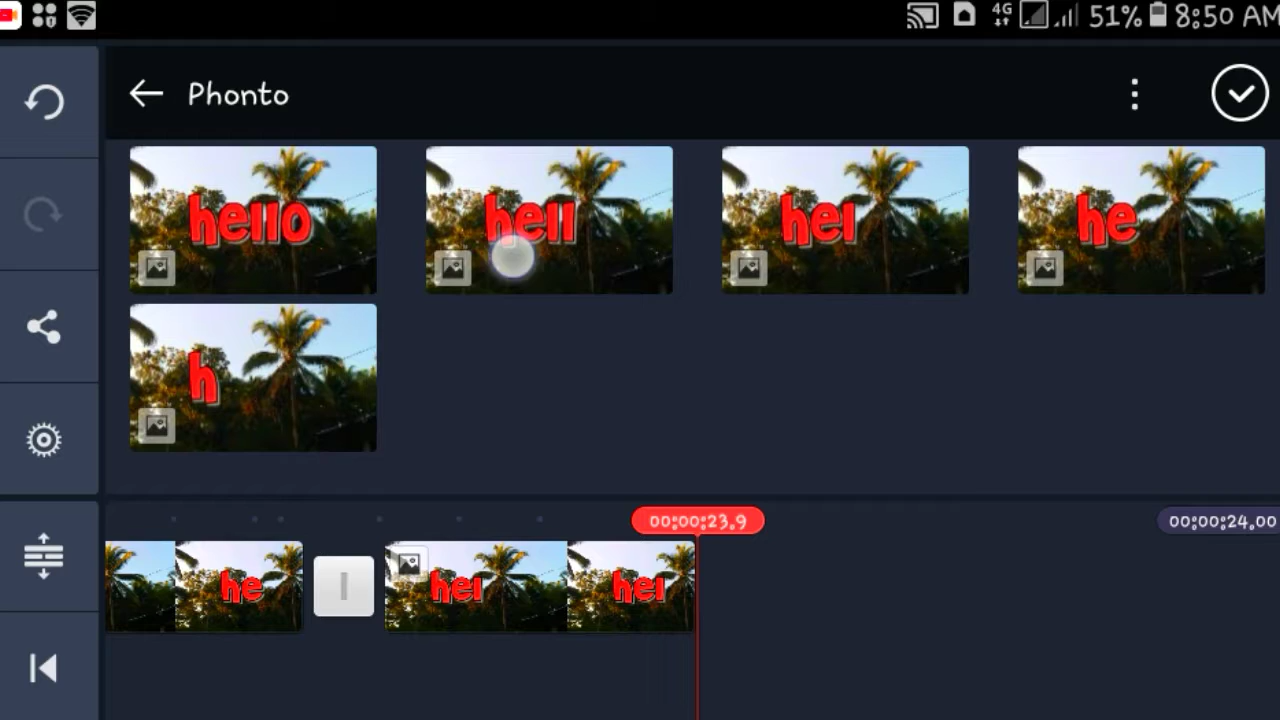 4G 51% 8:50 AM
Phonto
hello hell hel he
h
00:00:23.9 00:00:24.00
he hel hel